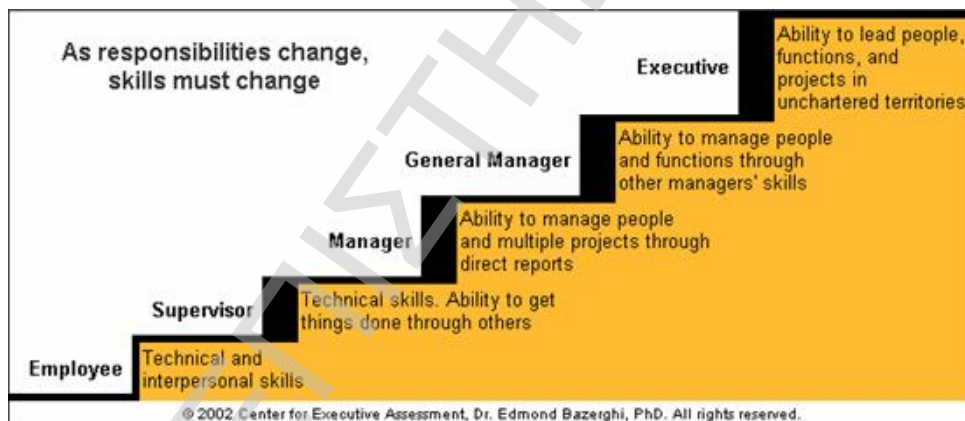 As responsibilities change,
skills must change
Executive
Ability to lead people,
functions, and
projects in
unchartered territories
General Manager
Ability to manage people
and functions through
other managers' skills
Manager
Ability to manage people
and multiple projects through
direct reports
Supervisor
Technical skills. Ability to get
things done through others
Employee
Technical and
interpersonal skills
© 2002 Center for Executive Assessment, Dr. Edmond Bazerghi, PhD. All rights reserved.